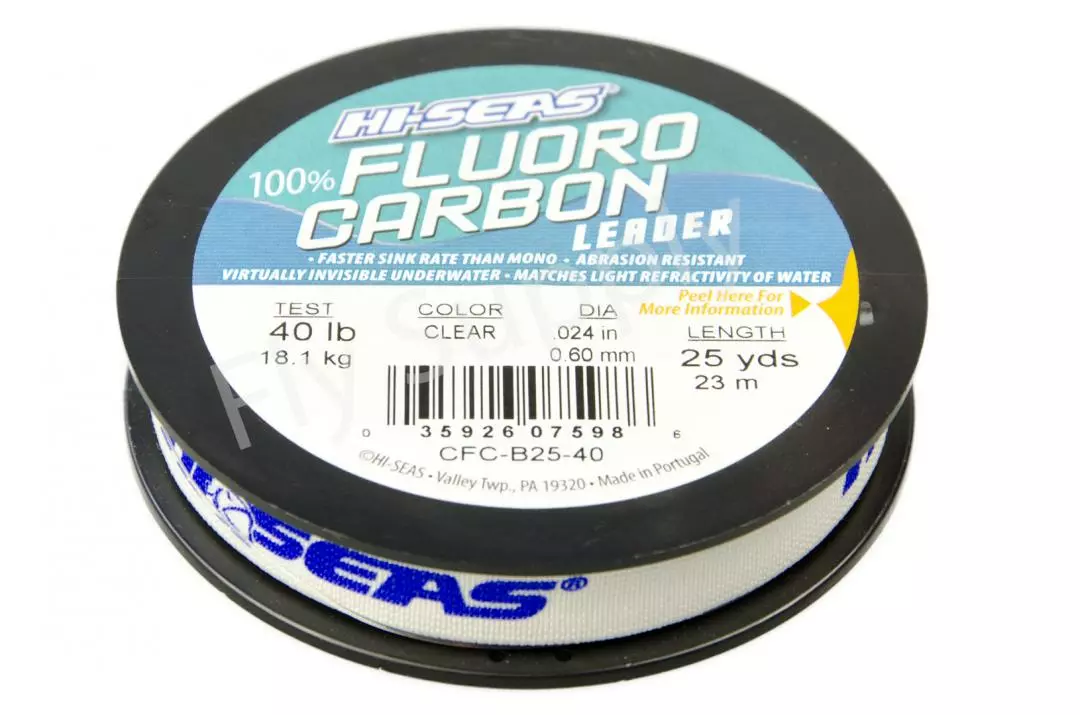 HI-SEAS®
100% FLUORO
CARBON
LEADER
• FASTER SINK RATE THAN MONO • ABRASION RESISTANT
VIRTUALLY INVISIBLE UNDERWATER • MATCHES LIGHT REFRACTIVITY OF WATER
Peel Here For
More Information
TEST COLOR DIA LENGTH
40 lb CLEAR .024 in 25 yds
18.1 kg 0.60 mm 23 m
0 35926 07598 6
CFC-B25-40
©HI-SEAS • Valley Twp., PA 19320 • Made in Portugal
Fly Supply
SEAS®